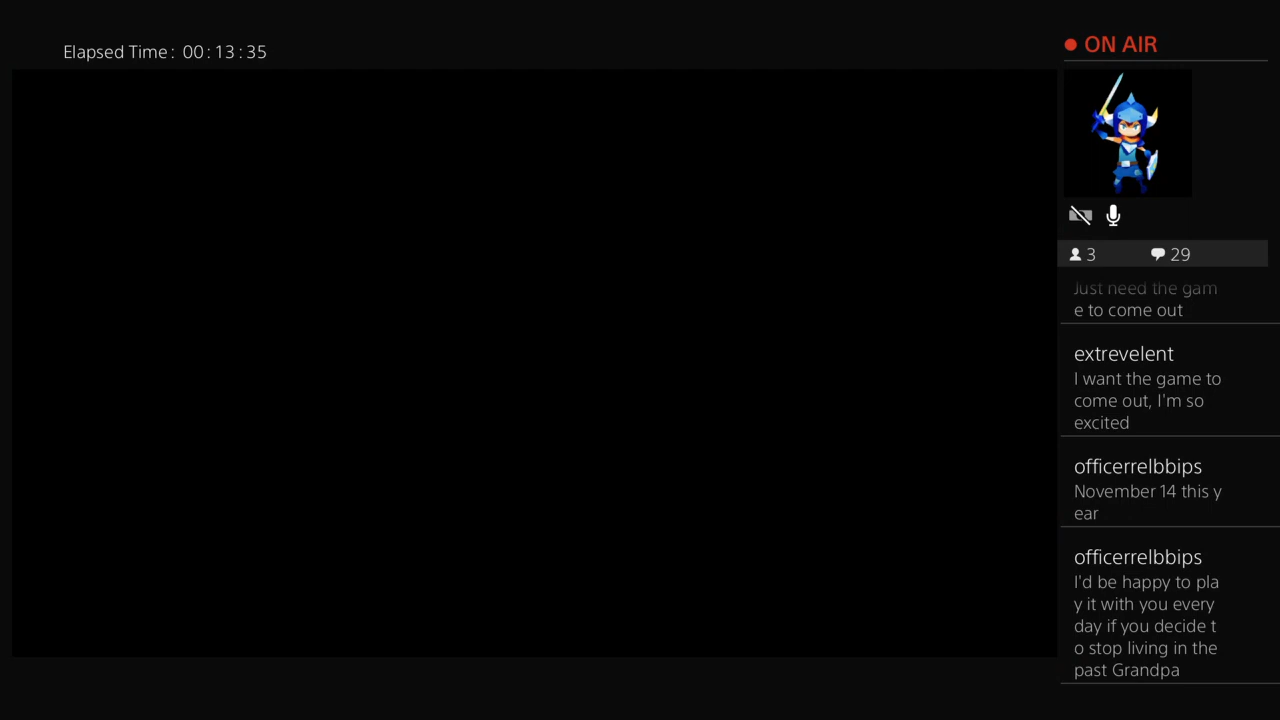 Elapsed Time: 00:13:35
ON AIR
3
29
Just need the gam
e to come out
extrevelent
I want the game to
come out, I'm so
excited
officerrelbbips
November 14 this y
ear
officerrelbbips
I'd be happy to pla
y it with you every
day if you decide t
o stop living in the
past Grandpa